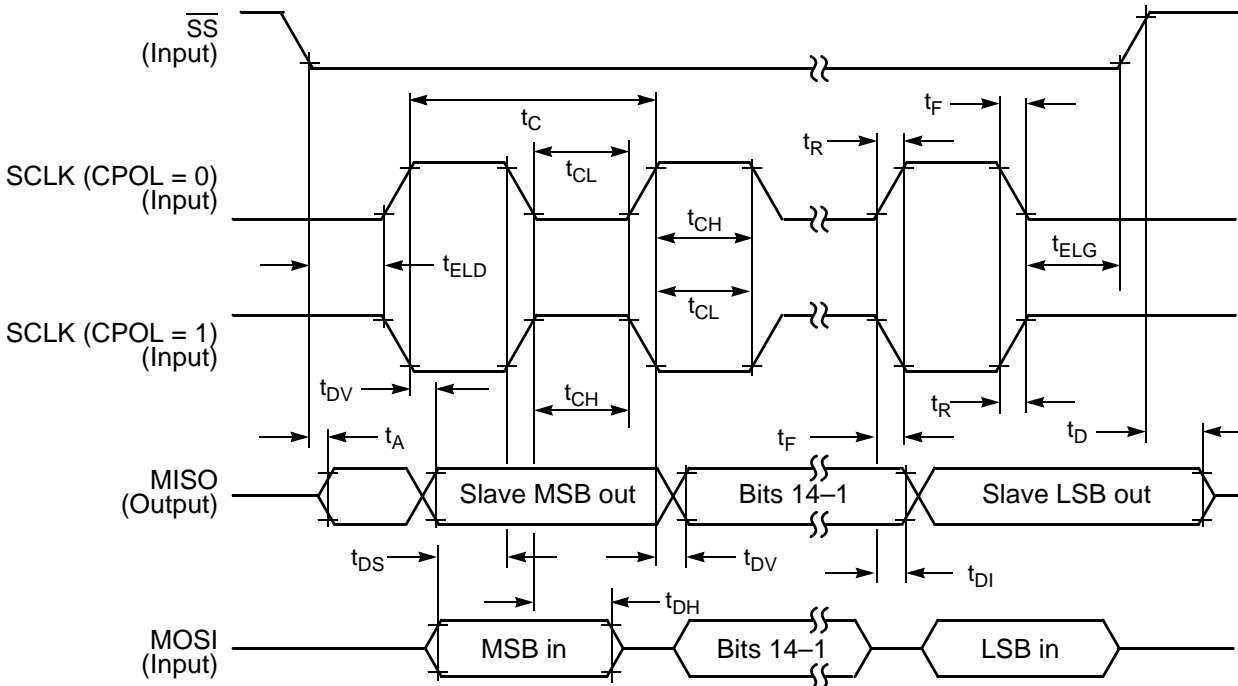 SS
(Input)
t_C
t_F
t_R
SCLK (CPOL = 0)
(Input)
t_CL
t_CH
t_ELD
t_ELG
t_CL
SCLK (CPOL = 1)
(Input)
t_DV
t_CH
t_R
t_A
t_F
t_D
MISO
(Output)
Slave MSB out
Bits 14–1
Slave LSB out
t_DS
t_DV
t_DI
t_DH
MOSI
(Input)
MSB in
Bits 14–1
LSB in